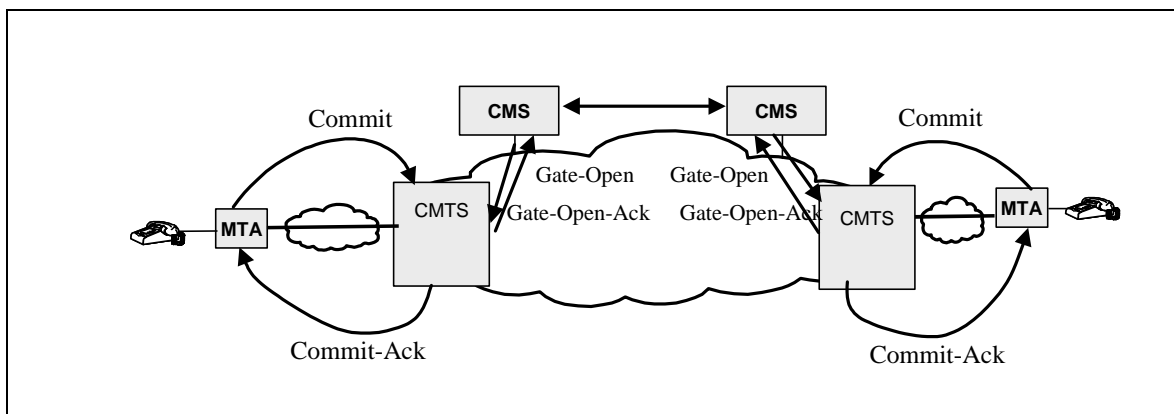 CMS CMS
Commit Commit
Gate-Open Gate-Open
CMTS CMTS
Gate-Open-Ack Gate-Open-Ack
MTA MTA
Commit-Ack Commit-Ack